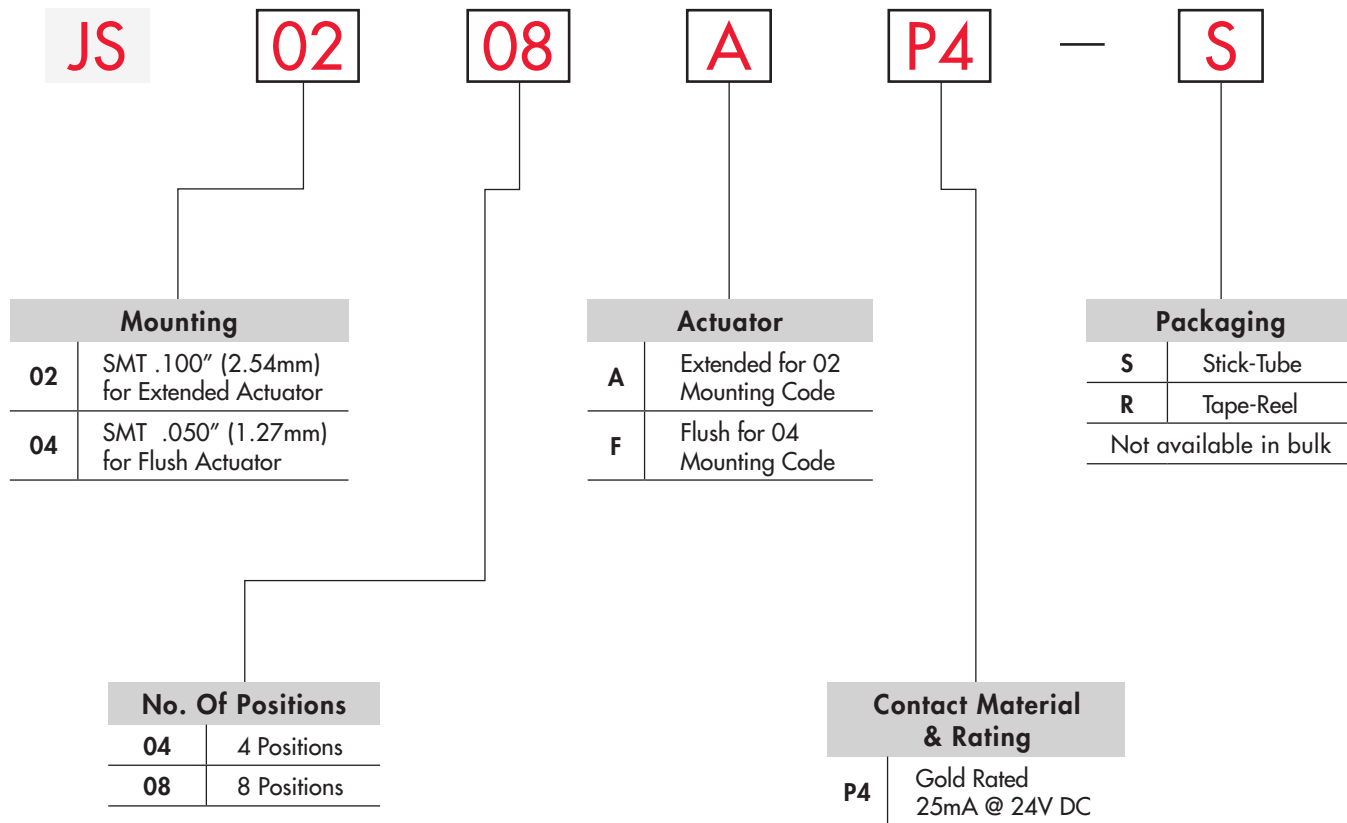 JS 02 08 A P4 — S
Mounting
02 SMT .100” (2.54mm)
for Extended Actuator
04 SMT .050” (1.27mm)
for Flush Actuator
Actuator
A Extended for 02
Mounting Code
F Flush for 04
Mounting Code
Packaging
S Stick-Tube
R Tape-Reel
Not available in bulk
No. Of Positions
04 4 Positions
08 8 Positions
Contact Material
& Rating
P4 Gold Rated
25mA @ 24V DC